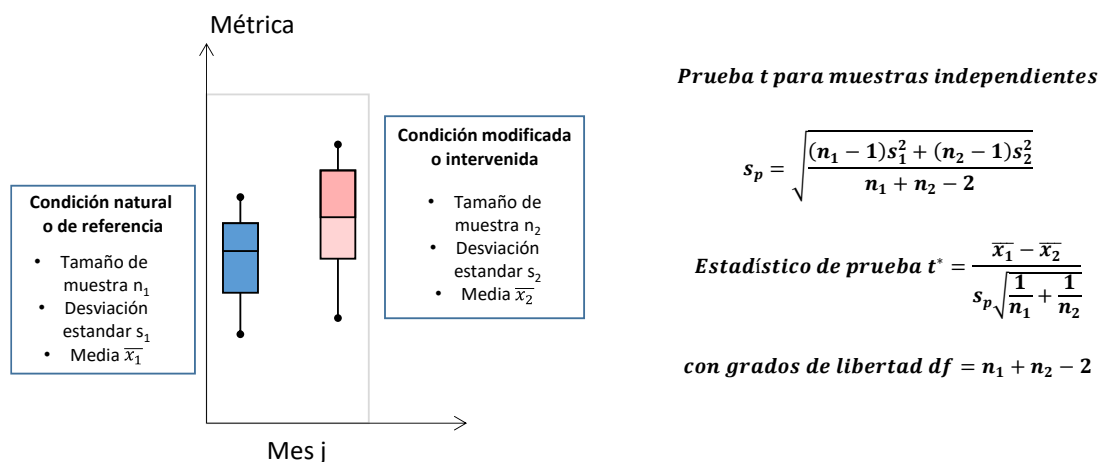 Métrica
Condición natural
o de referencia
• Tamaño de
muestra n₁
• Desviación
estandar s₁
• Media x̅₁
Condición modificada
o intervenida
• Tamaño de
muestra n₂
• Desviación
estandar s₂
• Media x̅₂
Mes j
Prueba t para muestras independientes
s_p = √((n₁ − 1)s₁² + (n₂ − 1)s₂² / n₁ + n₂ − 2)
Estadístico de prueba t* = x̅₁ − x̅₂ / s_p √(1/n₁ + 1/n₂)
con grados de libertad df = n₁ + n₂ − 2